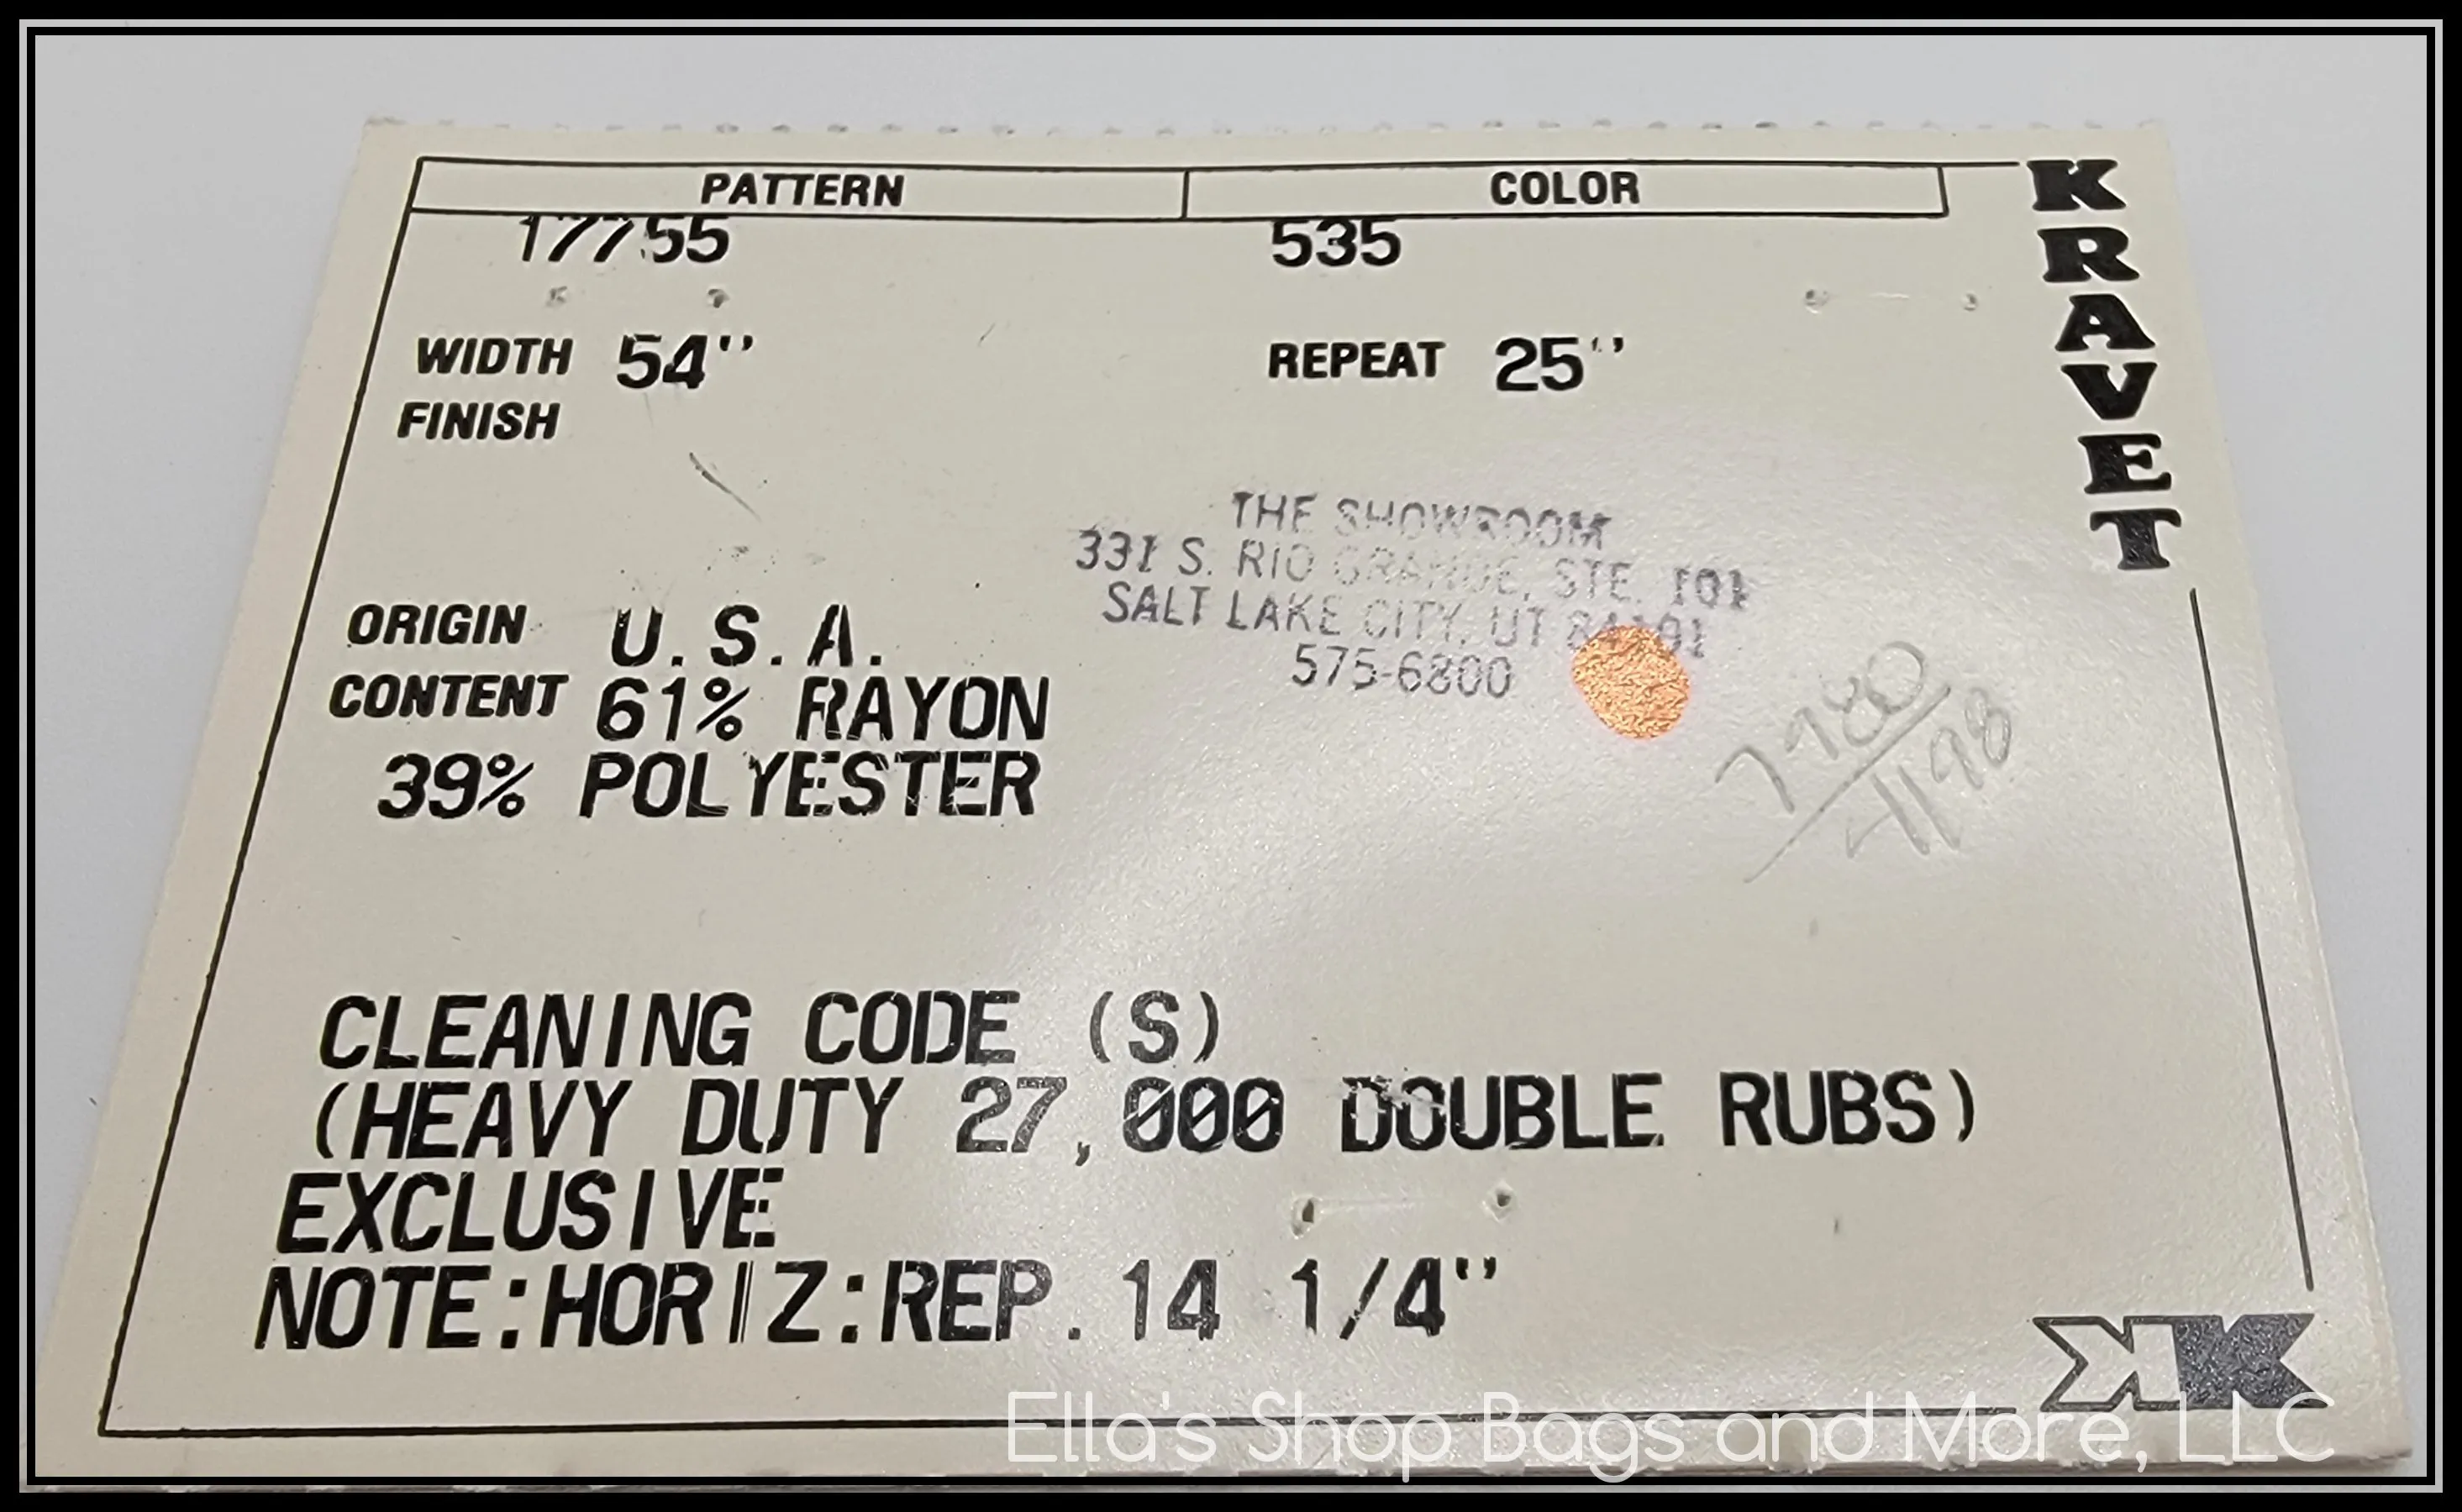 PATTERN COLOR
17755 535
WIDTH 54" REPEAT 25"
FINISH
THE SHOWROOM
331 S. RIO GRANDE, STE. 101
SALT LAKE CITY, UT
575-6800
ORIGIN U.S.A.
CONTENT 61% RAYON
39% POLYESTER
CLEANING CODE (S)
(HEAVY DUTY 27,000 DOUBLE RUBS)
EXCLUSIVE
NOTE:HORIZ:REP. 14 1/4"
KRAVET
Ella's Shop Bags and More, LLC